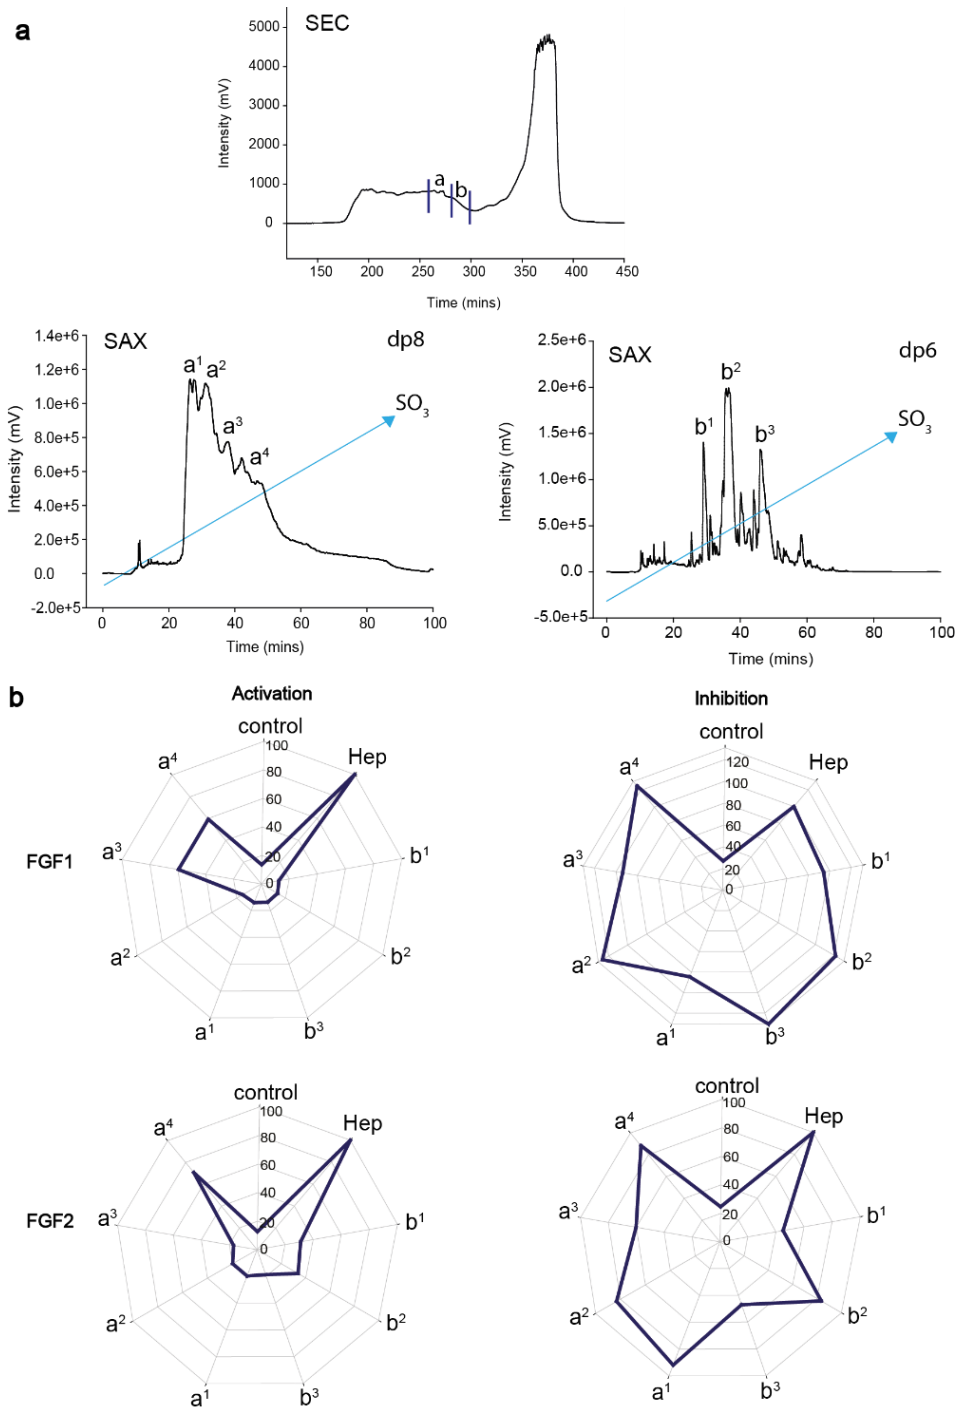 a
SEC
5000
4000
3000
2000
1000
0
Intensity (mV)
a
b
150 200 250 300 350 400 450
Time (mins)
SAX
dp8
1.4e+6
1.2e+6
1.0e+6
8.0e+5
6.0e+5
4.0e+5
2.0e+5
0.0
-2.0e+5
Intensity (mV)
a¹
a²
a³
a⁴
SO₃
0 20 40 60 80 100
Time (mins)
SAX
dp6
2.5e+6
2.0e+6
1.5e+6
1.0e+6
5.0e+5
0.0
-5.0e+5
Intensity (mV)
b¹
b²
b³
SO₃
0 20 40 60 80 100
Time (mins)
b
Activation
Inhibition
FGF1
control
Hep
b¹
b²
b³
a¹
a²
a³
a⁴
100
80
60
40
20
0
control
Hep
b¹
b²
b³
a¹
a²
a³
a⁴
120
100
80
60
40
20
0
FGF2
control
Hep
b¹
b²
b³
a¹
a²
a³
a⁴
100
80
60
40
20
0
control
Hep
b¹
b²
b³
a¹
a²
a³
a⁴
100
80
60
40
20
0